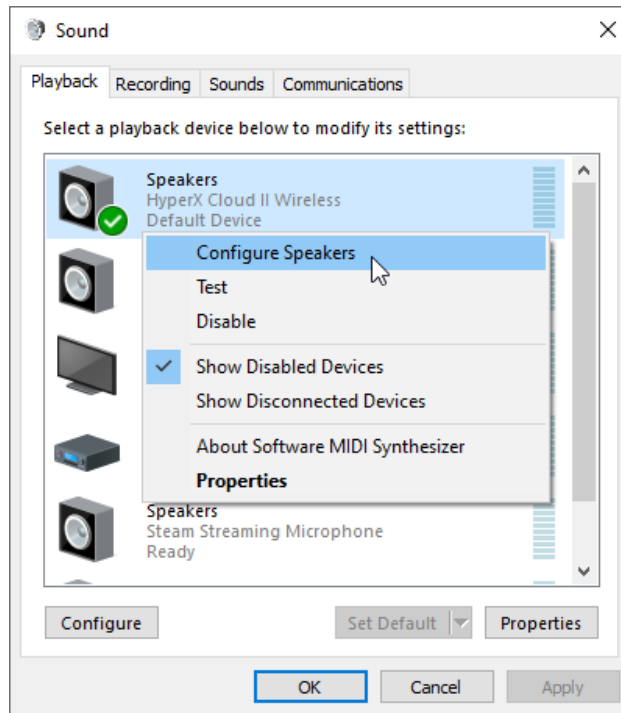 Sound
Playback Recording Sounds Communications
Select a playback device below to modify its settings:
Speakers
HyperX Cloud II Wireless
Default Device
Configure Speakers
Test
Disable
Show Disabled Devices
Show Disconnected Devices
About Software MIDI Synthesizer
Properties
Speakers
Steam Streaming Microphone
Ready
Configure Set Default Properties
OK Cancel Apply